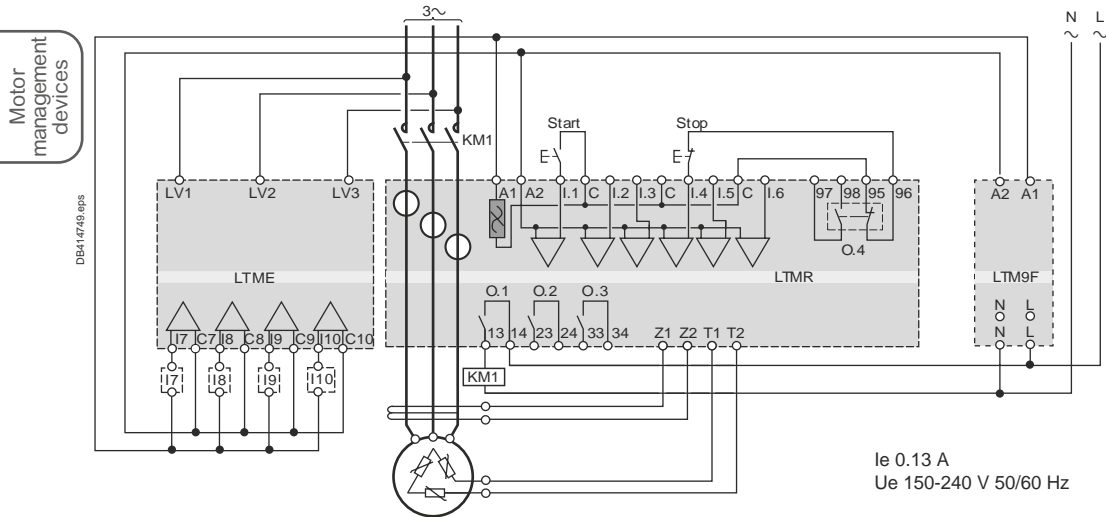 3~
N L
~ ~
Motor
management
devices
DB414749.eps
Start
Stop
KM1
LV1 LV2 LV3
A1 A2 I.1 C I.2 I.3 C I.4 I.5 C I.6 97 98 95 96
A2 A1
O.4
LTME
LTMR
LTM9F
O.1 O.2 O.3
N L
N L
I7 C7 I8 C8 I9 C9 I10 C10
13 14 23 24 33 34 Z1 Z2 T1 T2
I7 I8 I9 I10
KM1
Ie 0.13 A
Ue 150-240 V 50/60 Hz